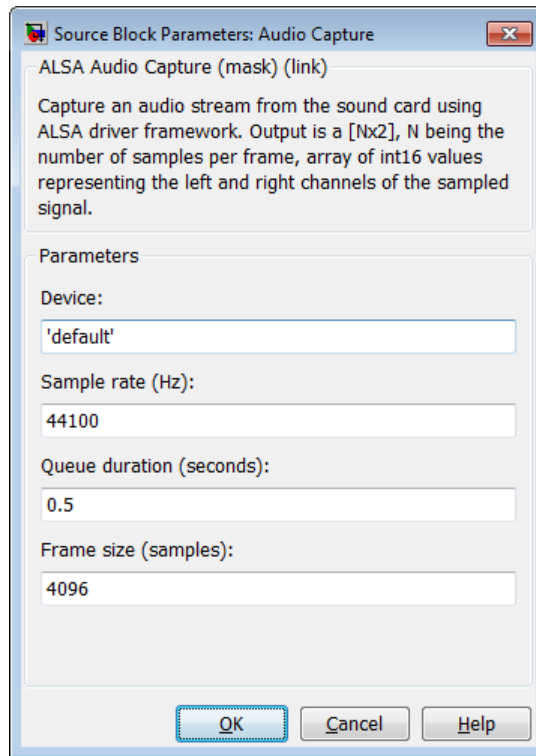 Source Block Parameters: Audio Capture
ALSA Audio Capture (mask) (link)
Capture an audio stream from the sound card using
ALSA driver framework. Output is a [Nx2], N being the
number of samples per frame, array of int16 values
representing the left and right channels of the sampled
signal.
Parameters
Device:
'default'
Sample rate (Hz):
44100
Queue duration (seconds):
0.5
Frame size (samples):
4096
OK Cancel Help